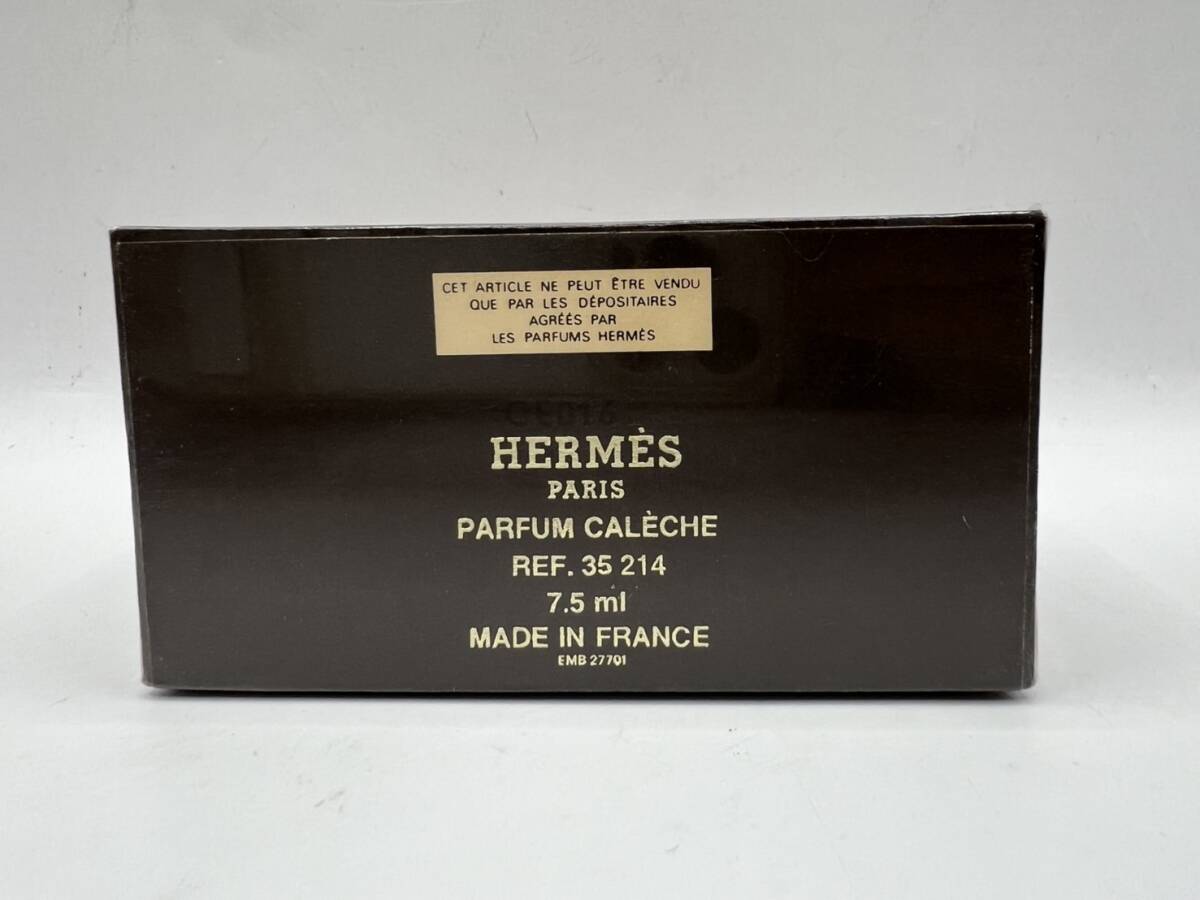 CET ARTICLE NE PEUT ÊTRE VENDU
QUE PAR LES DÉPOSITAIRES
AGRÉÉS PAR
LES PARFUMS HERMÈS
HERMÈS
PARIS
PARFUM CALÈCHE
REF. 35 214
7.5 ml
MADE IN FRANCE
EMB 27701